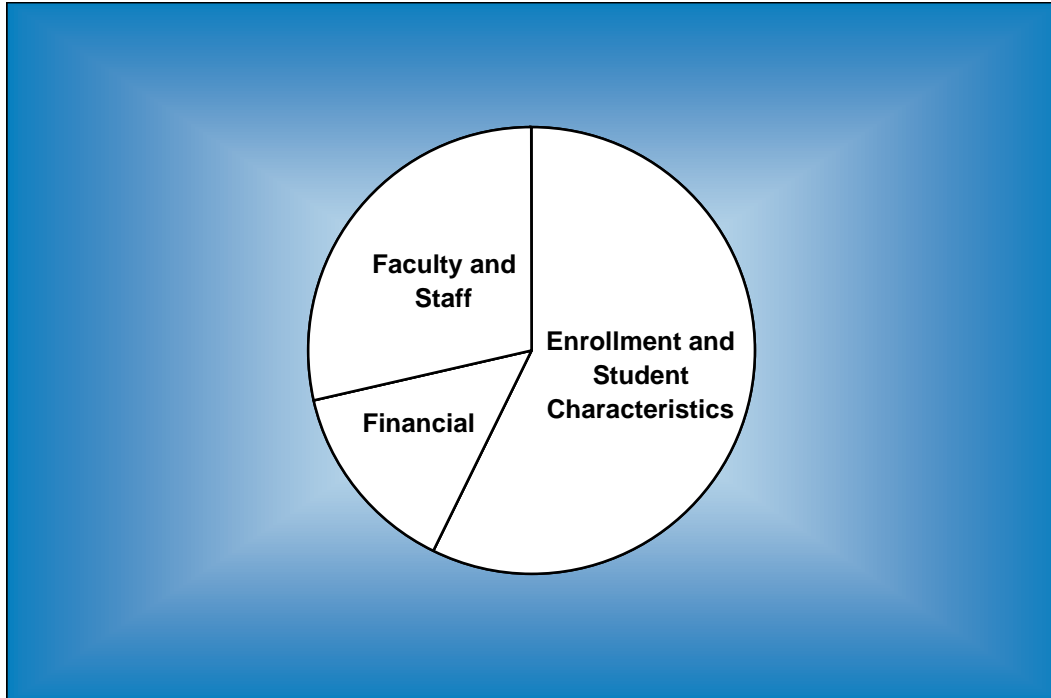 Faculty and
Staff
Enrollment and
Student
Characteristics
Financial